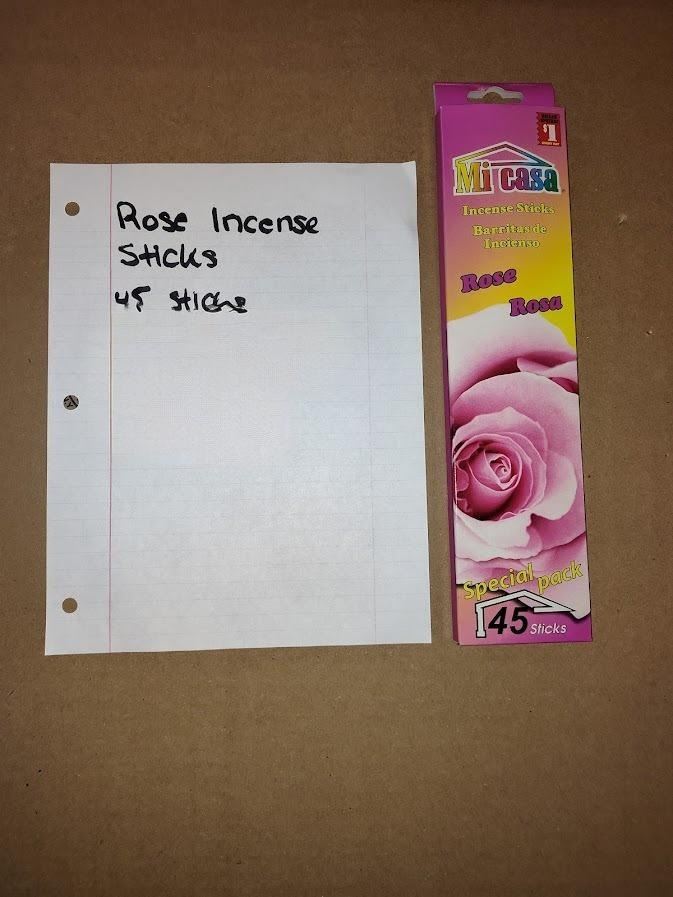 Rose Incense
Sticks
45 sticks
$1
Mi casa
Incense Sticks
Barritas de
Incienso
Rose
Rosa
Special pack
45 Sticks